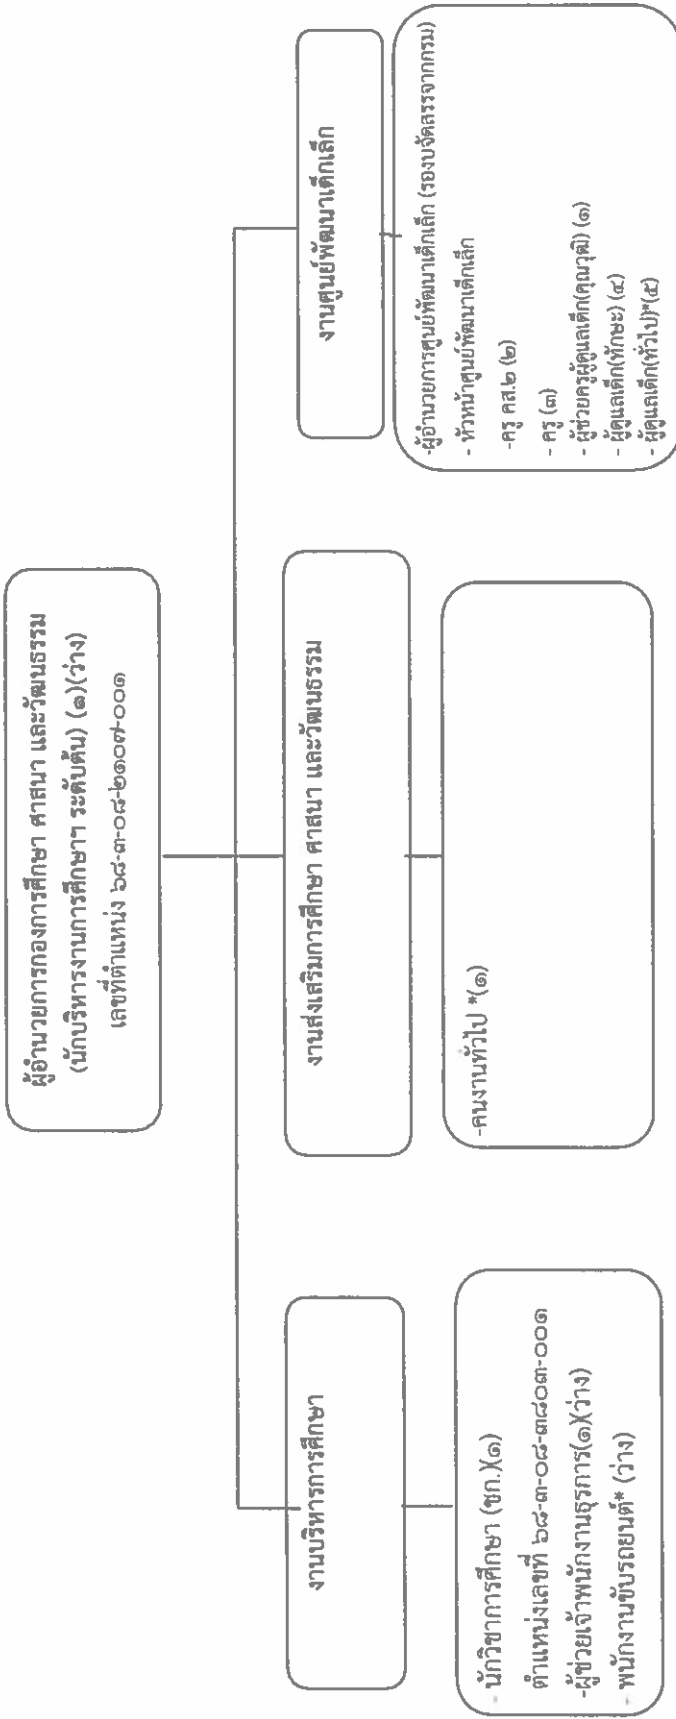 ผู้อำนวยการกองการศึกษา ศาสนา และวัฒนธรรม
(นักบริหารงานการศึกษาฯ ระดับต้น) (๑)(ว่าง)
เลขที่ตำแหน่ง ๖๘-๓-๐๘-๒๑๐๗-๐๐๑
งานบริหารการศึกษา
- นักวิชาการศึกษา (ชก.)(๑)
ตำแหน่งเลขที่ ๖๘-๓-๐๘-๓๘๐๓-๐๐๑
-ผู้ช่วยเจ้าพนักงานธุรการ(๑)(ว่าง)
- พนักงานขับรถยนต์* (ว่าง)
งานส่งเสริมการศึกษา ศาสนา และวัฒนธรรม
-คนงานทั่วไป *(๑)
งานศูนย์พัฒนาเด็กเล็ก
-ผู้อำนวยการศูนย์พัฒนาเด็กเล็ก (รองบจัดสรรจากกรม)
- หัวหน้าศูนย์พัฒนาเด็กเล็ก
-ครู คส.๒ (๒)
- ครู (๓)
- ผู้ช่วยครูผู้ดูแลเด็ก(คุณวุฒิ) (๑)
- ผู้ดูแลเด็ก(ทักษะ) (๔)
- ผู้ดูแลเด็ก(ทั่วไป)*(๕)